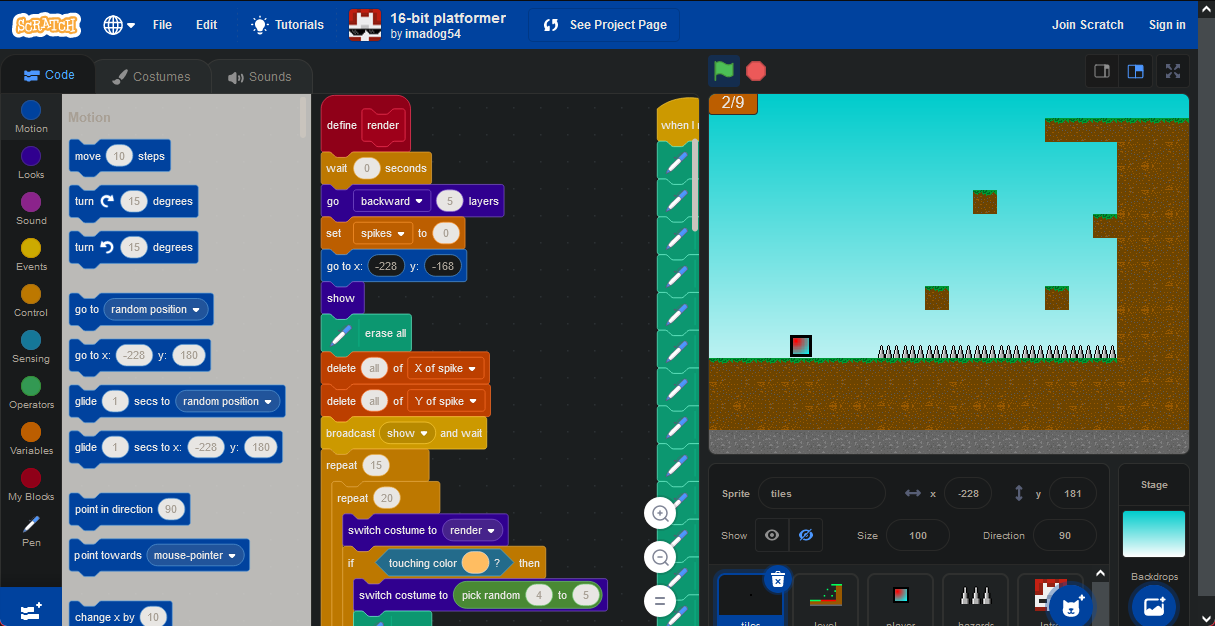 SCRATCH File Edit Tutorials 16-bit platformer See Project Page Join Scratch Sign in
by imadog54
Code Costumes Sounds
2/9
Motion
Looks
Sound
Events
Control
Sensing
Operators
Variables
My Blocks
Pen
Motion
move 10 steps
turn 15 degrees
turn 15 degrees
go to random position
go to x: -228 y: 180
glide 1 secs to random position
glide 1 secs to x: -228 y: 180
point in direction 90
point towards mouse-pointer
change x by 10
define render
wait 0 seconds
go backward 5 layers
set spikes to 0
go to x: -228 y: -168
show
erase all
delete all of X of spike
delete all of Y of spike
broadcast show and wait
repeat 15
repeat 20
switch costume to render
if touching color ? then
switch costume to pick random 4 to 5
when I
Sprite tiles x -228 y 181
Show Size 100 Direction 90
tiles level player hazards
Stage
Backdrops